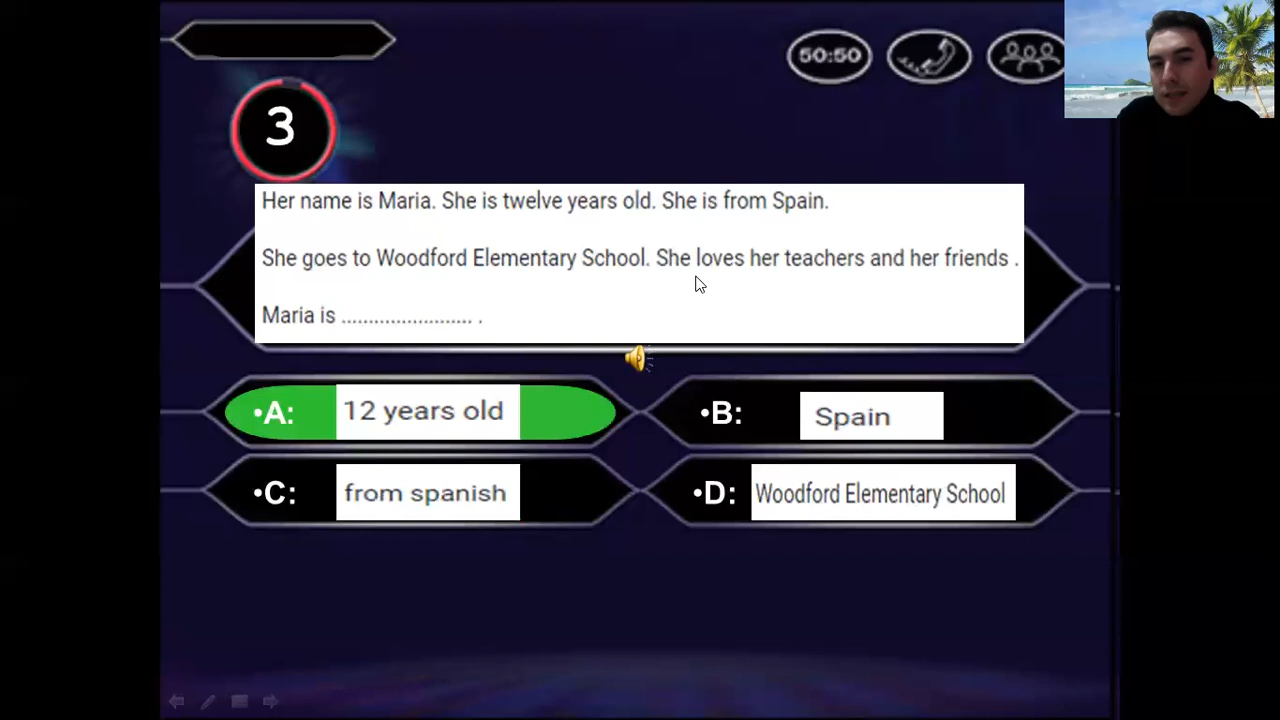 50:50
3
Her name is Maria. She is twelve years old. She is from Spain.
She goes to Woodford Elementary School. She loves her teachers and her friends .
Maria is ........................ .
•A: 12 years old
•B: Spain
•C: from spanish
•D: Woodford Elementary School